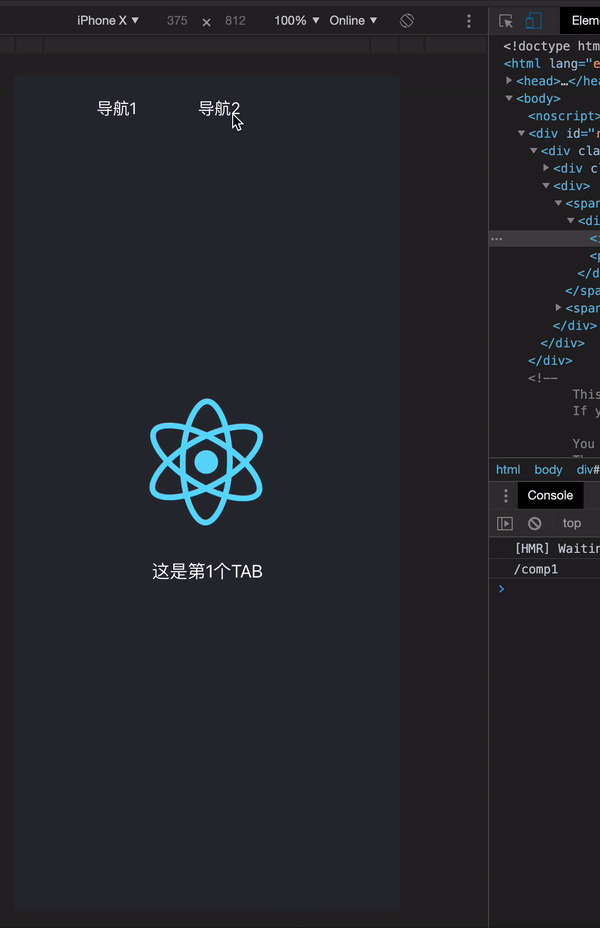 iPhone X ▼ 375 × 812 100% ▼ Online ▼
Elem
导航1 导航2
这是第1个TAB
<!doctype htm
<html lang="e
<head>…</hea
<body>
<noscript>
<div id="r
<div cla
<div c
<div>
<span
<di
<i
<p
</d
</spa
<span
</div>
</div>
</div>
<!--
This
If y
You
html body div#
Console
top
[HMR] Waitin
/comp1